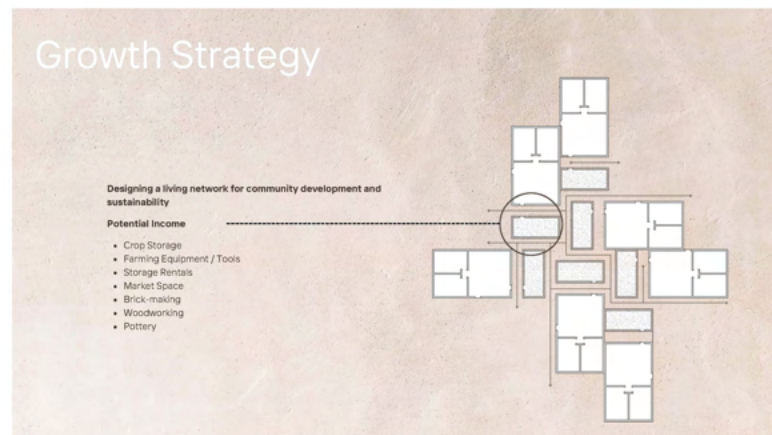 Growth Strategy
Designing a living network for community development and
sustainability
Potential Income
• Crop Storage
• Farming Equipment / Tools
• Storage Rentals
• Market Space
• Brick-making
• Woodworking
• Pottery